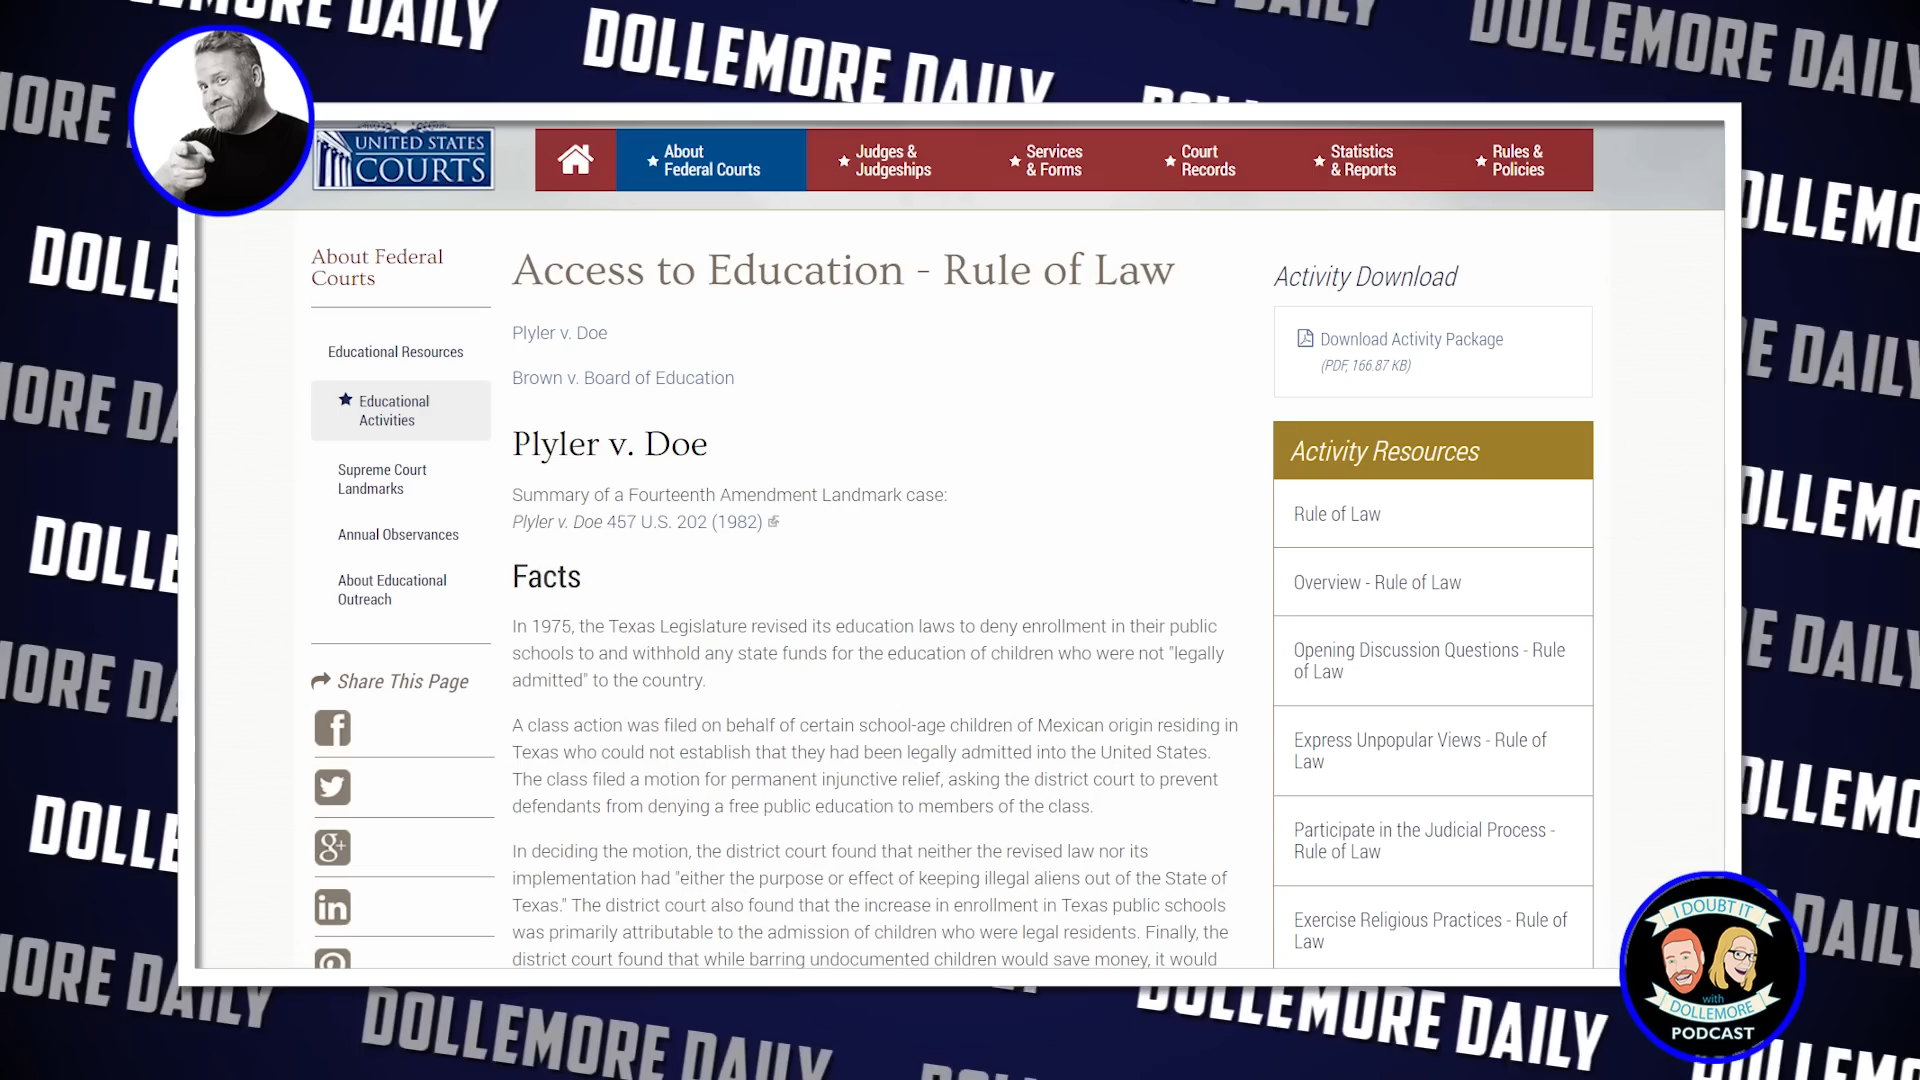 DOLLEMORE DAILY
DOLLEMORE DAILY
DOLLEMORE DAILY
UNITED STATES
COURTS
About
Federal Courts
Judges &
Judgeships
Services
& Forms
Court
Records
Statistics
& Reports
Rules &
Policies
About Federal
Courts
Educational Resources
Educational
Activities
Supreme Court
Landmarks
Annual Observances
About Educational
Outreach
Share This Page
Access to Education - Rule of Law
Plyler v. Doe
Brown v. Board of Education
Plyler v. Doe
Summary of a Fourteenth Amendment Landmark case:
Plyler v. Doe 457 U.S. 202 (1982)
Facts
In 1975, the Texas Legislature revised its education laws to deny enrollment in their public
schools to and withhold any state funds for the education of children who were not "legally
admitted" to the country.
A class action was filed on behalf of certain school-age children of Mexican origin residing in
Texas who could not establish that they had been legally admitted into the United States.
The class filed a motion for permanent injunctive relief, asking the district court to prevent
defendants from denying a free public education to members of the class.
In deciding the motion, the district court found that neither the revised law nor its
implementation had "either the purpose or effect of keeping illegal aliens out of the State of
Texas." The district court also found that the increase in enrollment in Texas public schools
was primarily attributable to the admission of children who were legal residents. Finally, the
district court found that while barring undocumented children would save money, it would
Activity Download
Download Activity Package
(PDF, 166.87 KB)
Activity Resources
Rule of Law
Overview - Rule of Law
Opening Discussion Questions - Rule
of Law
Express Unpopular Views - Rule of
Law
Participate in the Judicial Process -
Rule of Law
Exercise Religious Practices - Rule of
Law
I DOUBT IT
with
DOLLEMORE
PODCAST
DOLLEMORE DAILY
DOLLEMORE DAILY